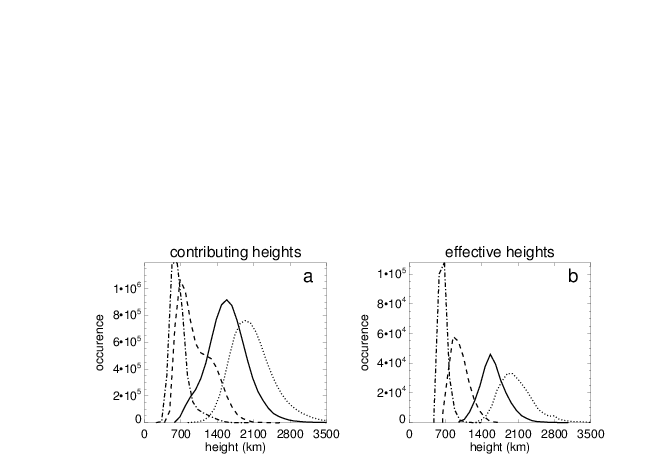 contributing heights
a
occurence
1•10⁶
8•10⁵
6•10⁵
4•10⁵
2•10⁵
0
0 700 1400 2100 2800 3500
height (km)
effective heights
b
occurence
1•10⁵
8•10⁴
6•10⁴
4•10⁴
2•10⁴
0
0 700 1400 2100 2800 3500
height (km)